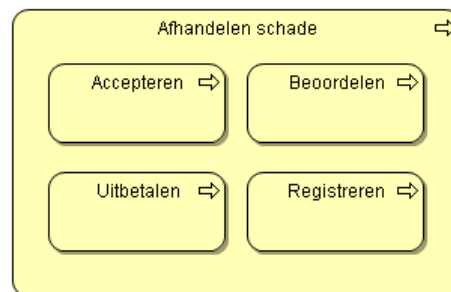 Afhandelen schade
Accepteren
Beoordelen
Uitbetalen
Registreren